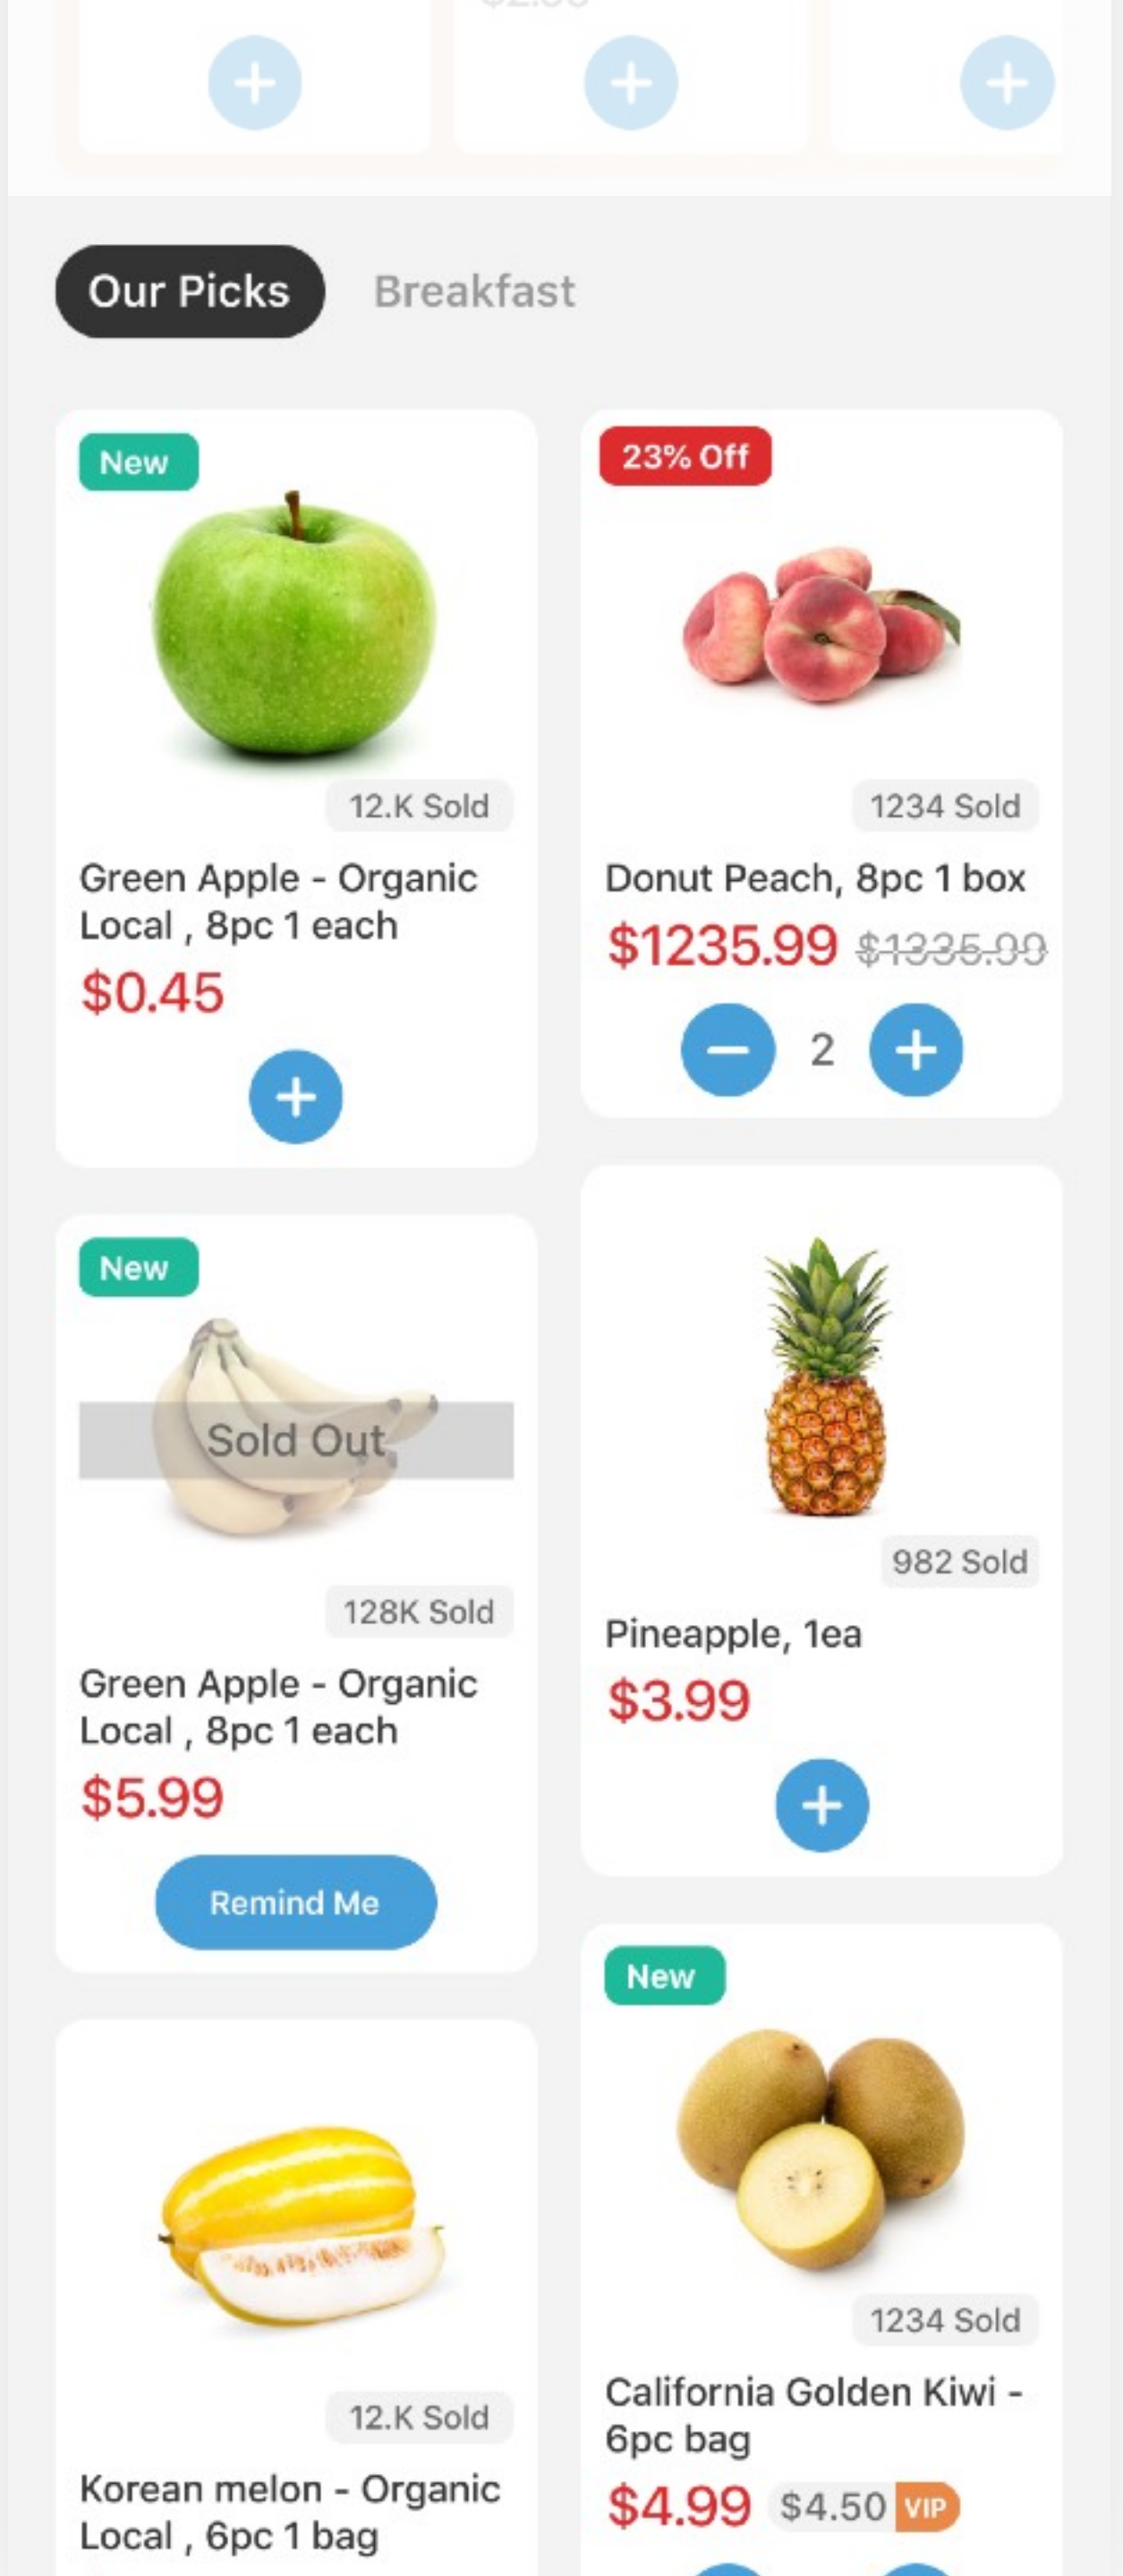 Our Picks
Breakfast
New
12.K Sold
Green Apple - Organic
Local , 8pc 1 each
$0.45
23% Off
1234 Sold
Donut Peach, 8pc 1 box
$1235.99 $1335.99
2
New
Sold Out
128K Sold
Green Apple - Organic
Local , 8pc 1 each
$5.99
Remind Me
982 Sold
Pineapple, 1ea
$3.99
12.K Sold
Korean melon - Organic
Local , 6pc 1 bag
New
1234 Sold
California Golden Kiwi -
6pc bag
$4.99 $4.50 VIP